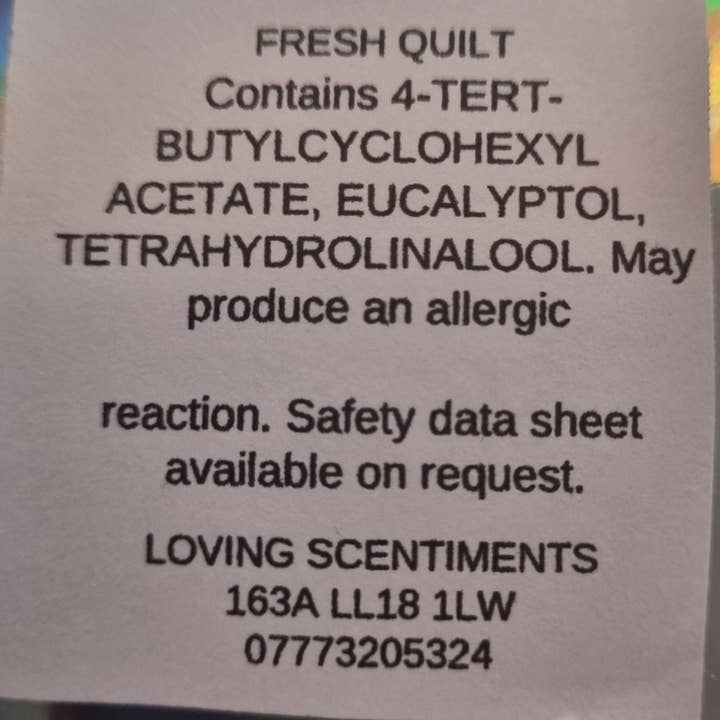 FRESH QUILT
Contains 4-TERT-
BUTYLCYCLOHEXYL
ACETATE, EUCALYPTOL,
TETRAHYDROLINALOOL. May
produce an allergic
reaction. Safety data sheet
available on request.
LOVING SCENTIMENTS
163A LL18 1LW
07773205324